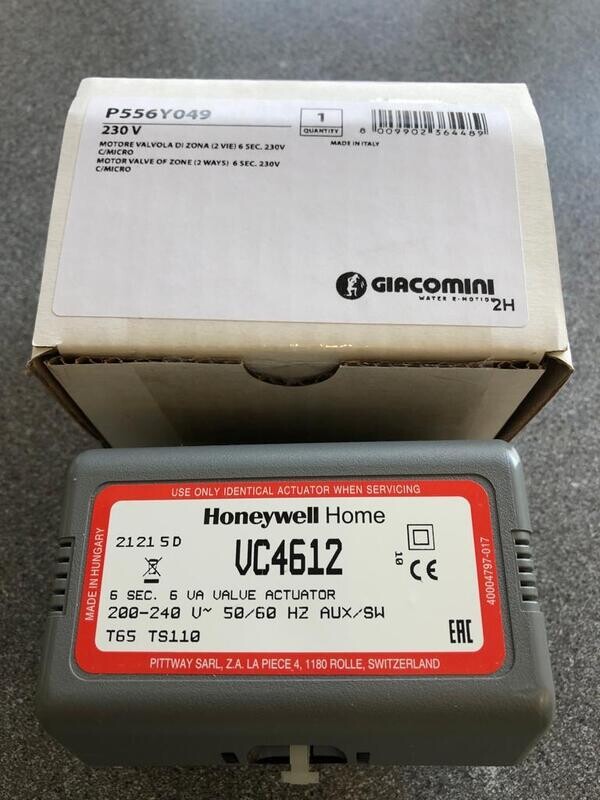 P556Y049
230 V
1
QUANTITY
8 009902 364489
MOTORE VALVOLA DI ZONA (2 VIE) 6 SEC. 230V
C/MICRO
MADE IN ITALY
MOTOR VALVE OF ZONE (2 WAYS) 6 SEC. 230V
C/MICRO
GIACOMINI
WATER E-MOTION
2H
USE ONLY IDENTICAL ACTUATOR WHEN SERVICING
Honeywell Home
MADE IN HUNGARY
2121 5 D
VC4612
10
CE
40004797-017
6 SEC. 6 VA VALVE ACTUATOR
200-240 V~ 50/60 HZ AUX/SW
T65 TS110
EAC
PITTWAY SARL, Z.A. LA PIECE 4, 1180 ROLLE, SWITZERLAND